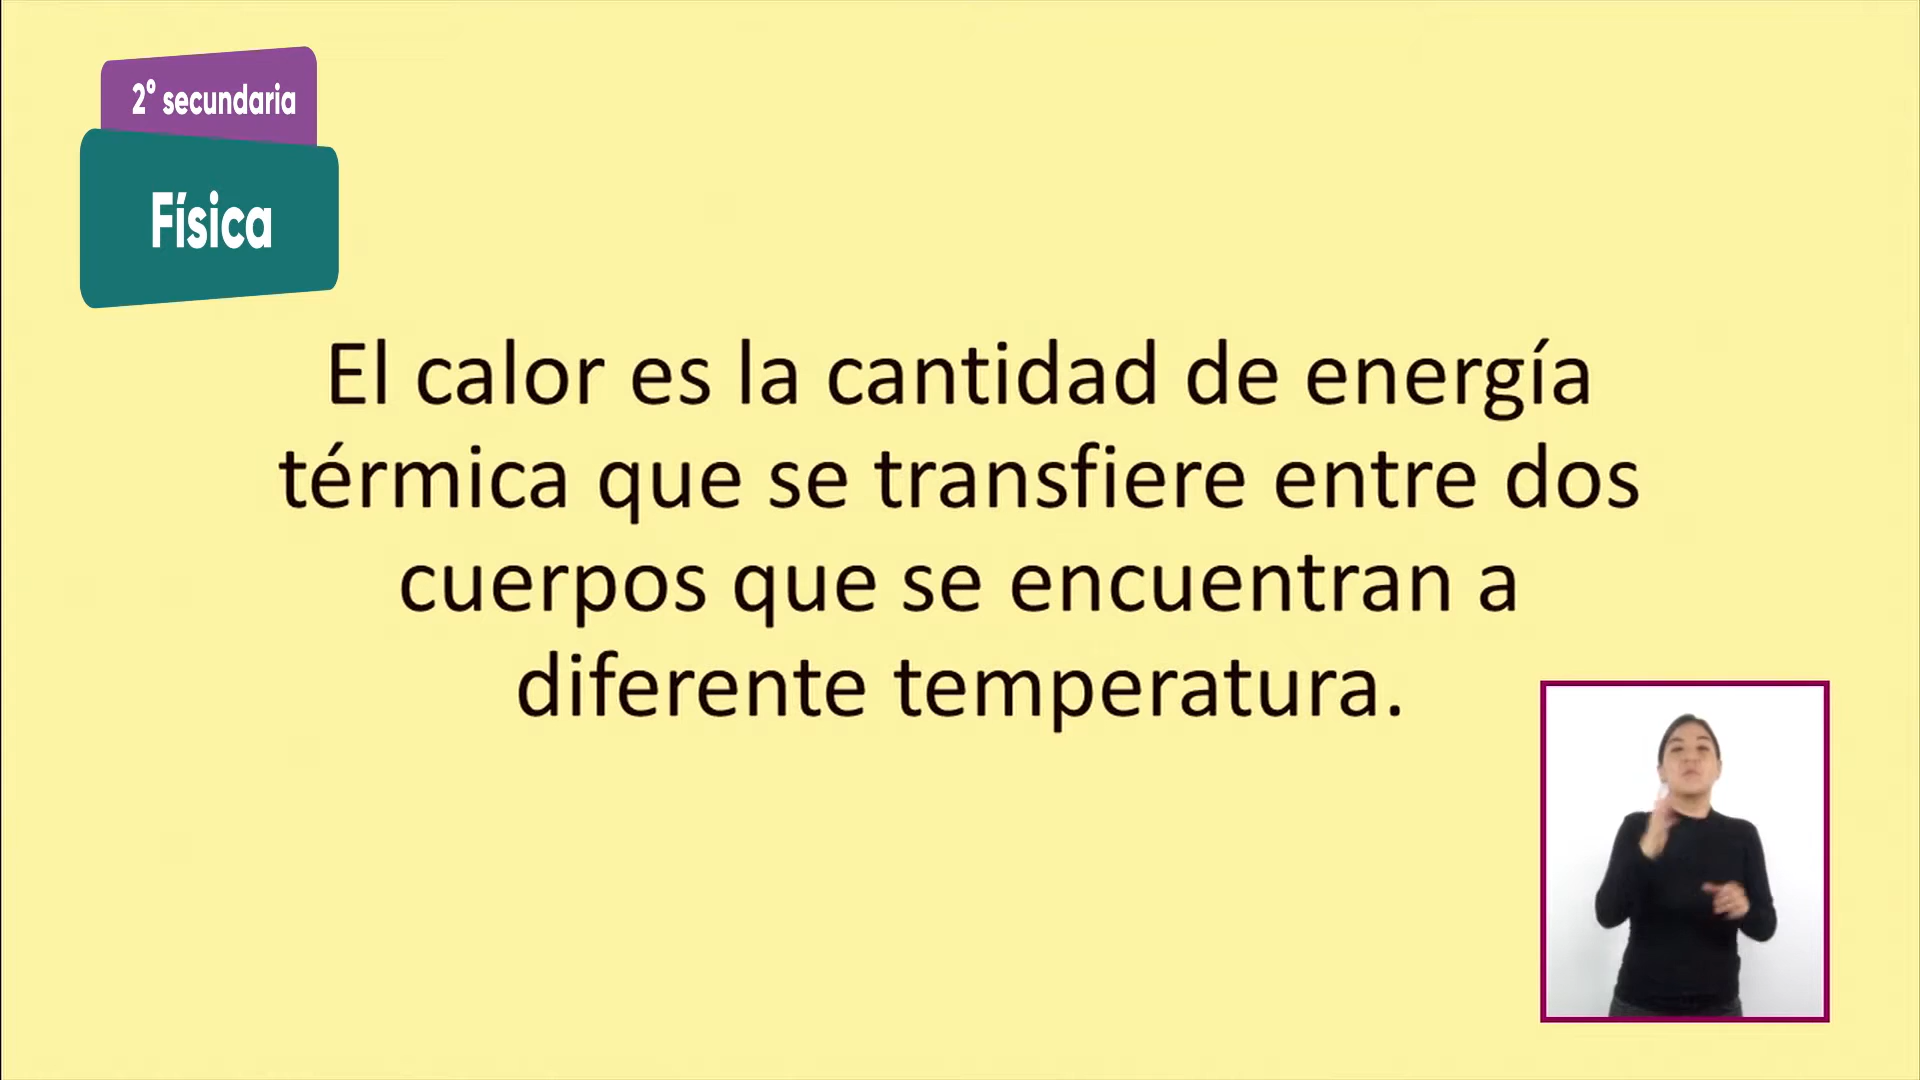 2° secundaria
Física
El calor es la cantidad de energía
térmica que se transfiere entre dos
cuerpos que se encuentran a
diferente temperatura.